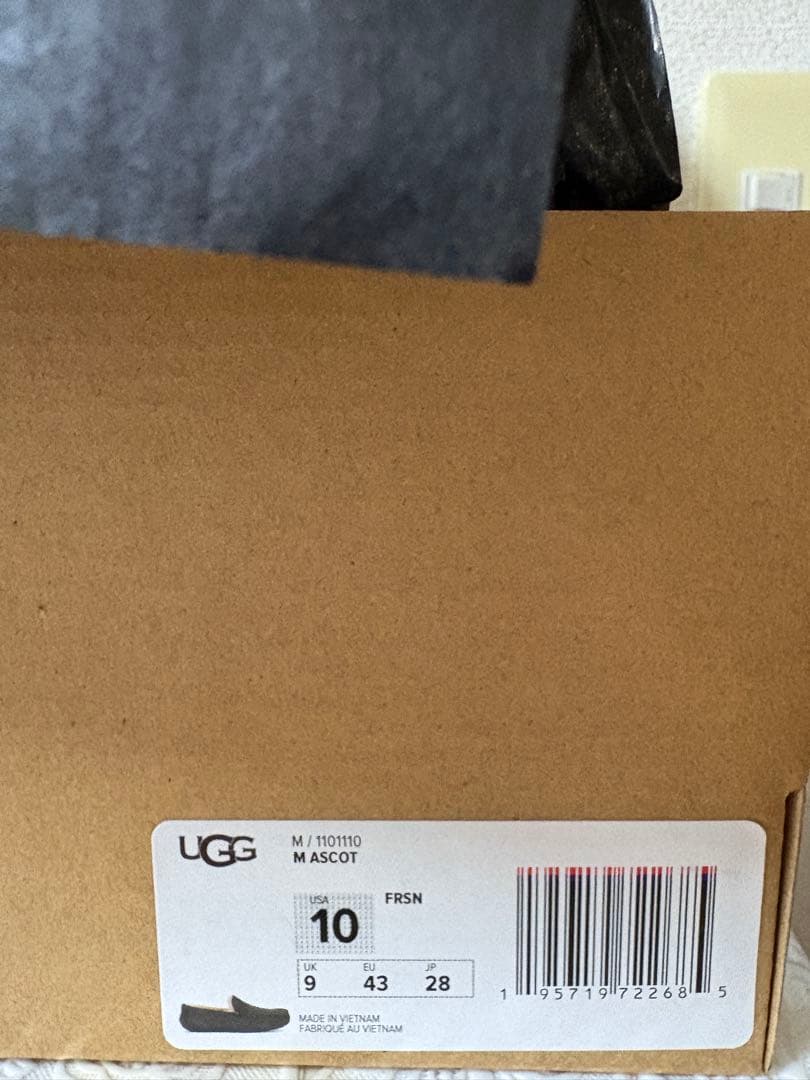 UGG
M / 1101110
M ASCOT
USA
10
FRSN
UK EU JP
9 43 28
MADE IN VIETNAM
FABRIQUÉ AU VIETNAM
1 95719 72268 5